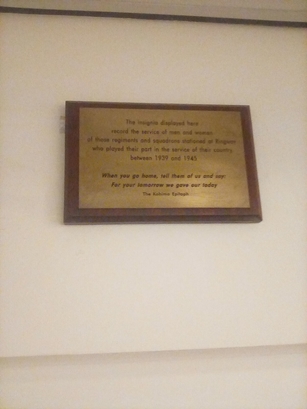 The insignia displayed here
record the service of men and women
of those regiments and squadrons stationed at
who played their part in the service of their country
between 1939 and 1945
When you go home, tell them of us and say:
For your tomorrow we gave our today
The